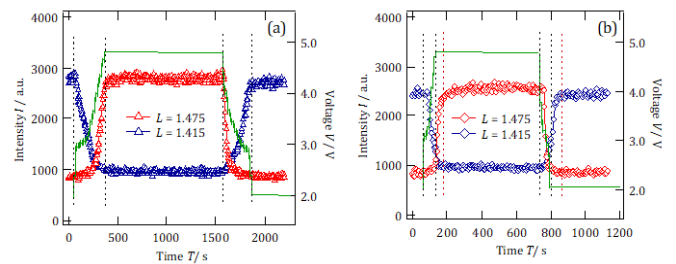 (a)
4000
3000
2000
1000
0
Intensity I / a.u.
5.0
4.0
3.0
2.0
Voltage V / V
L = 1.475
L = 1.415
0 500 1000 1500 2000
Time T/ s
(b)
4000
3000
2000
1000
0
Intensity I / a.u.
5.0
4.0
3.0
2.0
Voltage V/ V
L = 1.475
L = 1.415
0 200 400 600 800 1000 1200
Time T/ s